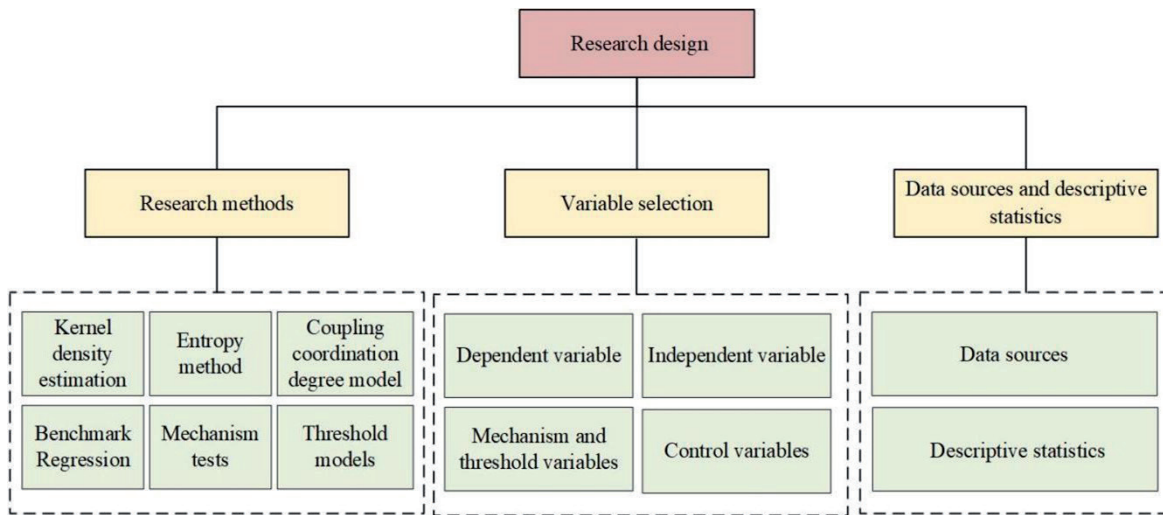 Research design
Research methods
Variable selection
Data sources and descriptive
statistics
Kernel
density
estimation
Entropy
method
Coupling
coordination
degree model
Benchmark
Regression
Mechanism
tests
Threshold
models
Dependent variable
Independent variable
Mechanism and
threshold variables
Control variables
Data sources
Descriptive statistics